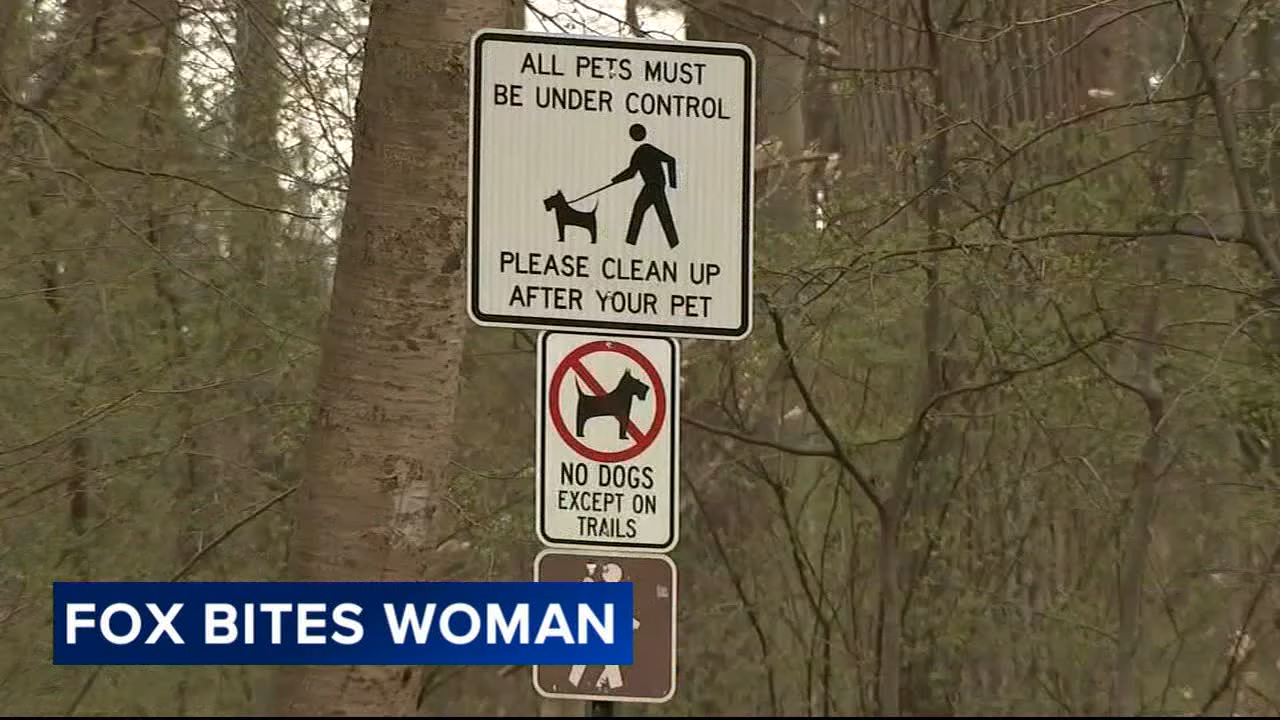 ALL PETS MUST
BE UNDER CONTROL
PLEASE CLEAN UP
AFTER YOUR PET
NO DOGS
EXCEPT ON
TRAILS
FOX BITES WOMAN